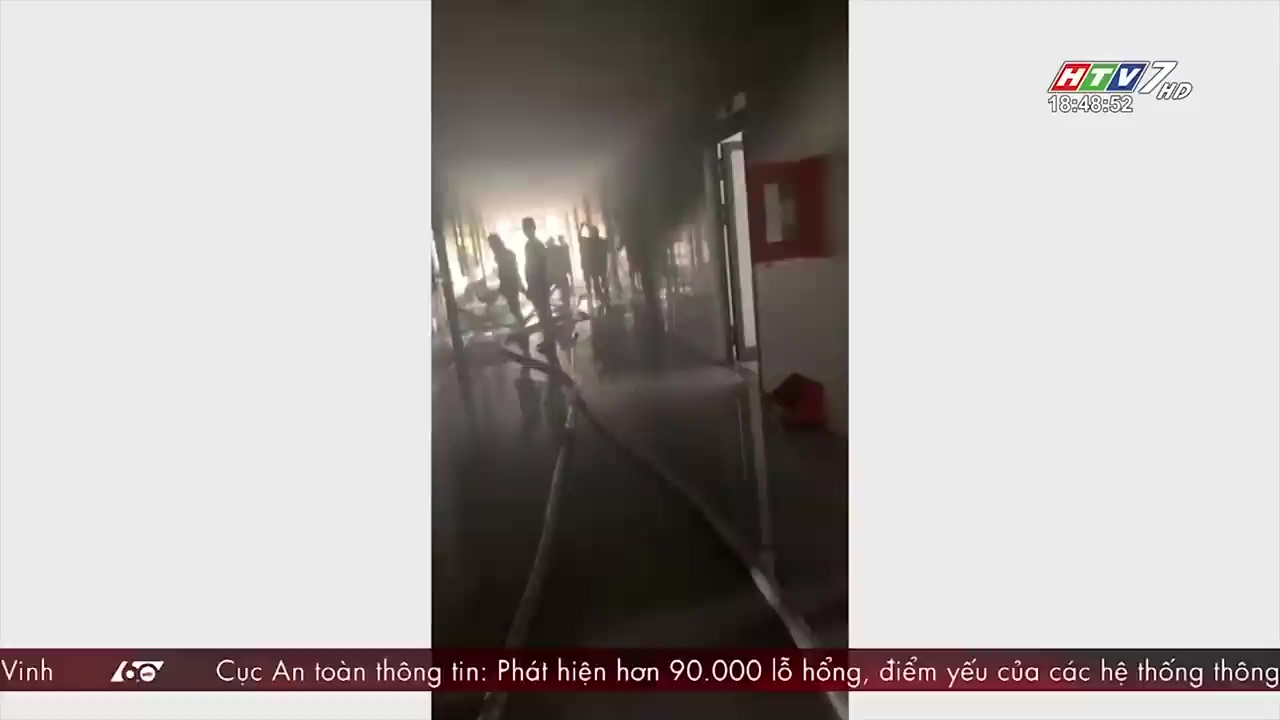 HTV7 HD
18:48:52
Vinh 60 Cục An toàn thông tin: Phát hiện hơn 90.000 lỗ hổng, điểm yếu của các hệ thống thông